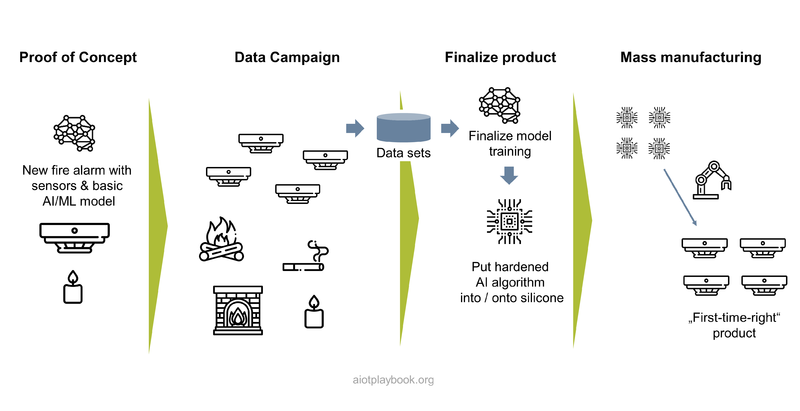 Proof of Concept
Data Campaign
Finalize product
Mass manufacturing
New fire alarm with
sensors & basic
AI/ML model
Data sets
Finalize model
training
Put hardened
AI algorithm
into / onto silicone
„First-time-right“
product
aiotplaybook.org